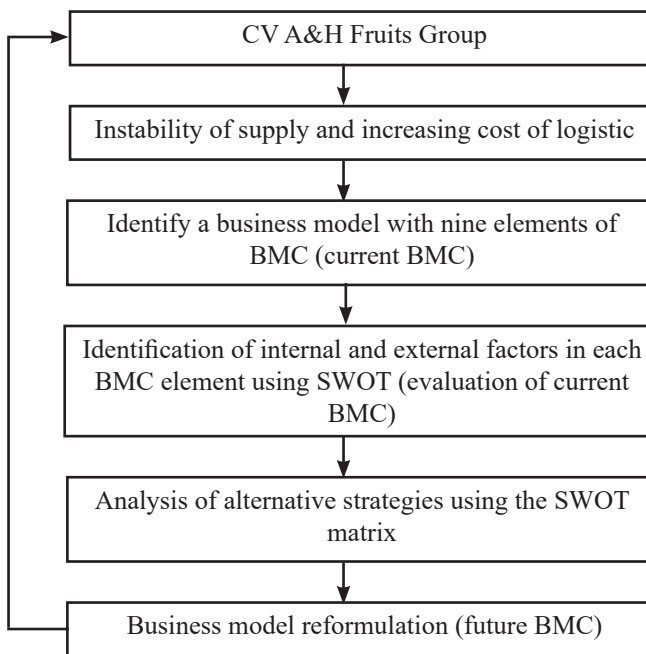 CV A&H Fruits Group
Instability of supply and increasing cost of logistic
Identify a business model with nine elements of
BMC (current BMC)
Identification of internal and external factors in each
BMC element using SWOT (evaluation of current
BMC)
Analysis of alternative strategies using the SWOT
matrix
Business model reformulation (future BMC)